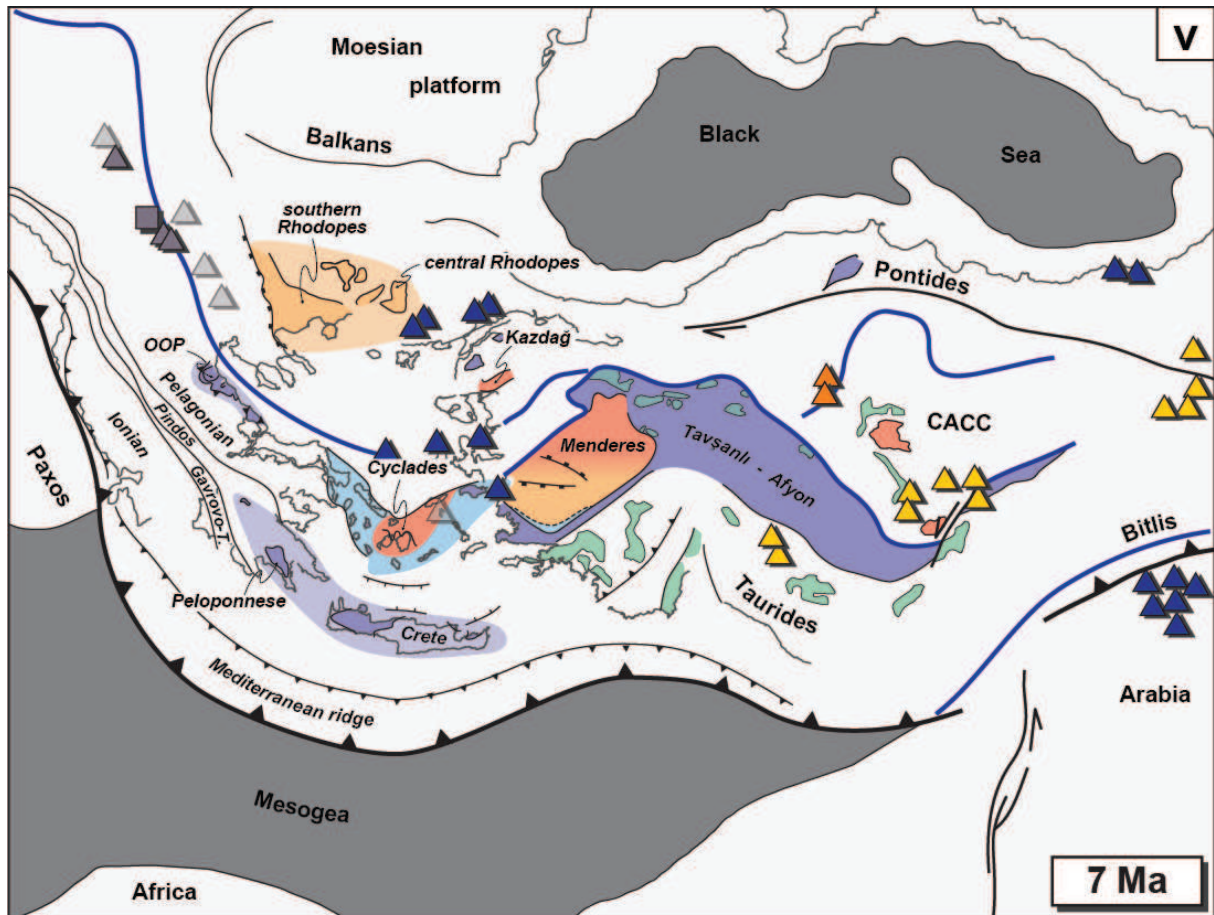 V
Moesian
platform
Black
Sea
Balkans
southern
Rhodopes
central Rhodopes
Pontides
Kazdağ
OOP
Pelagonian
Pindos
Ionian
Gavrovo-T.
Paxos
Menderes
Tavşanlı - Afyon
CACC
Cyclades
Bitlis
Peloponnese
Crete
Taurides
Mediterranean ridge
Arabia
Mesogea
Africa
7 Ma